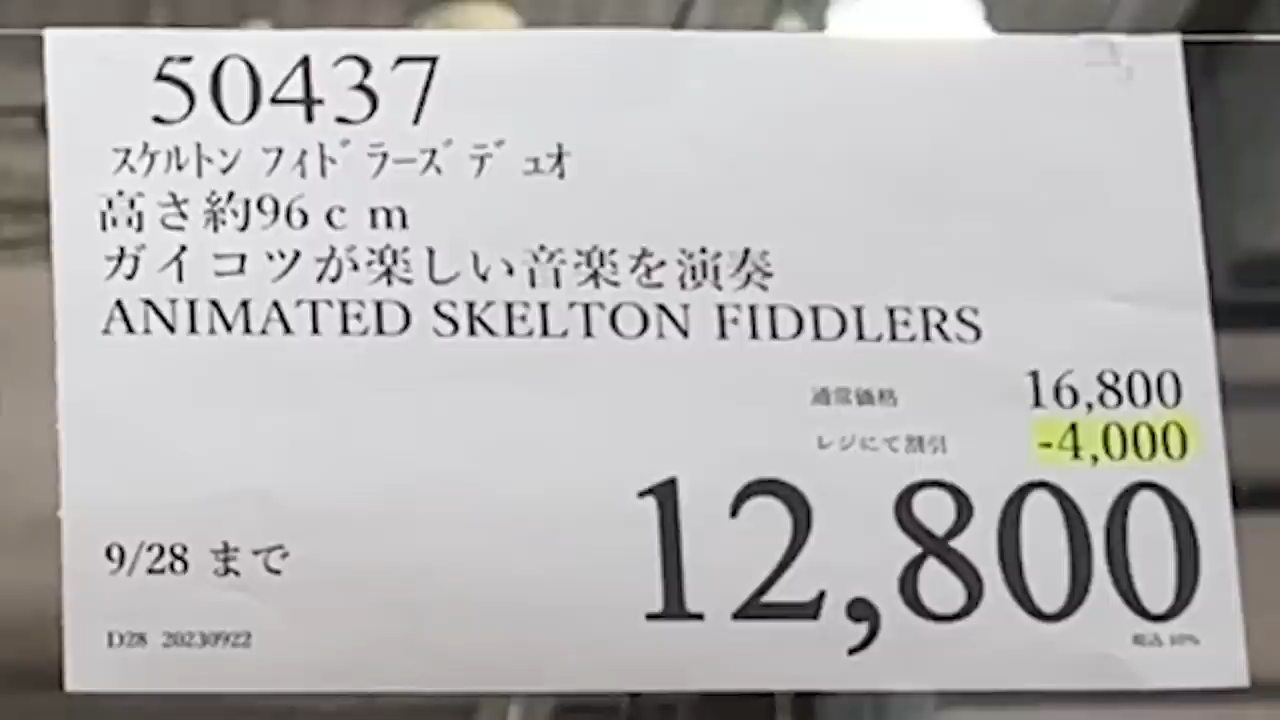 50437
スケルトン フィドラーズ デュオ
高さ約96cm
ガイコツが楽しい音楽を演奏
ANIMATED SKELTON FIDDLERS
通常価格 16,800
レジにて割引 -4,000
12,800
9/28 まで
D28 20230922
税込 10%